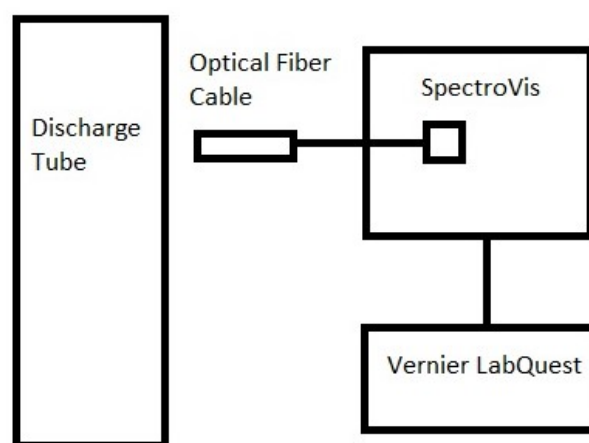 Discharge
Tube
Optical Fiber
Cable
SpectroVis
Vernier LabQuest